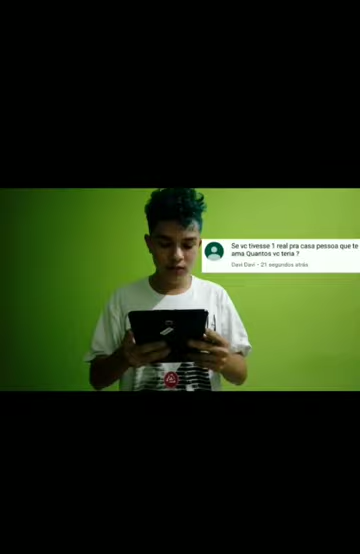 Se vc tivesse 1 real pra casa pessoa que te
ama Quantos vc teria ?
Davi Davi - 21 segundos atrás